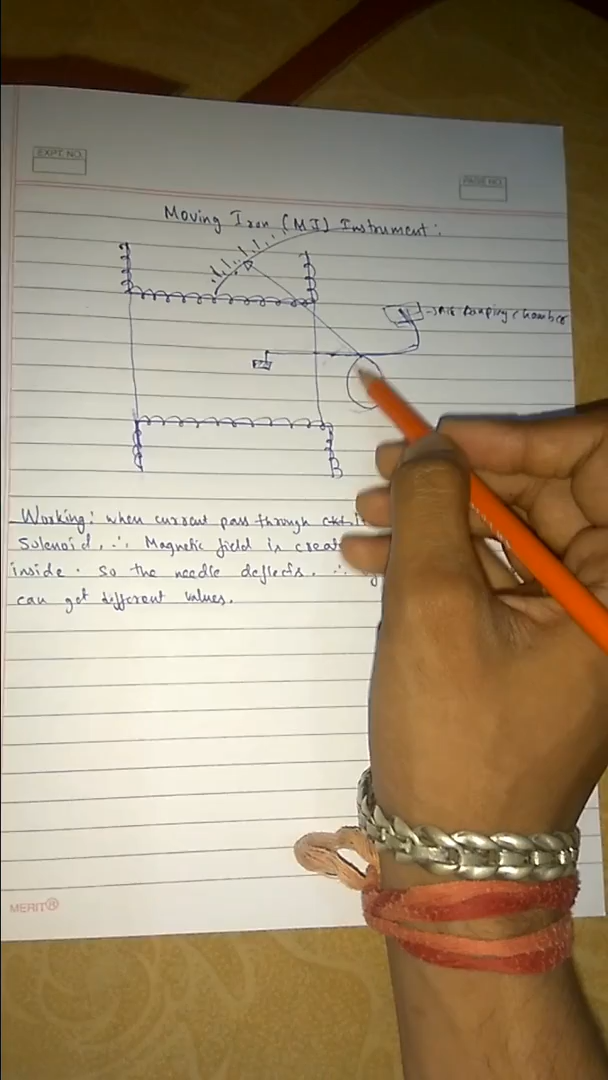 EXPT. NO.
PAGE NO.
Moving Iron (MI) Instrument:
Air Damping chamber
Working: when current pass through ckt
Solenoid, ∴ Magnetic field is creat
inside. so the needle deflects. ∴
can get different values.
MERIT®